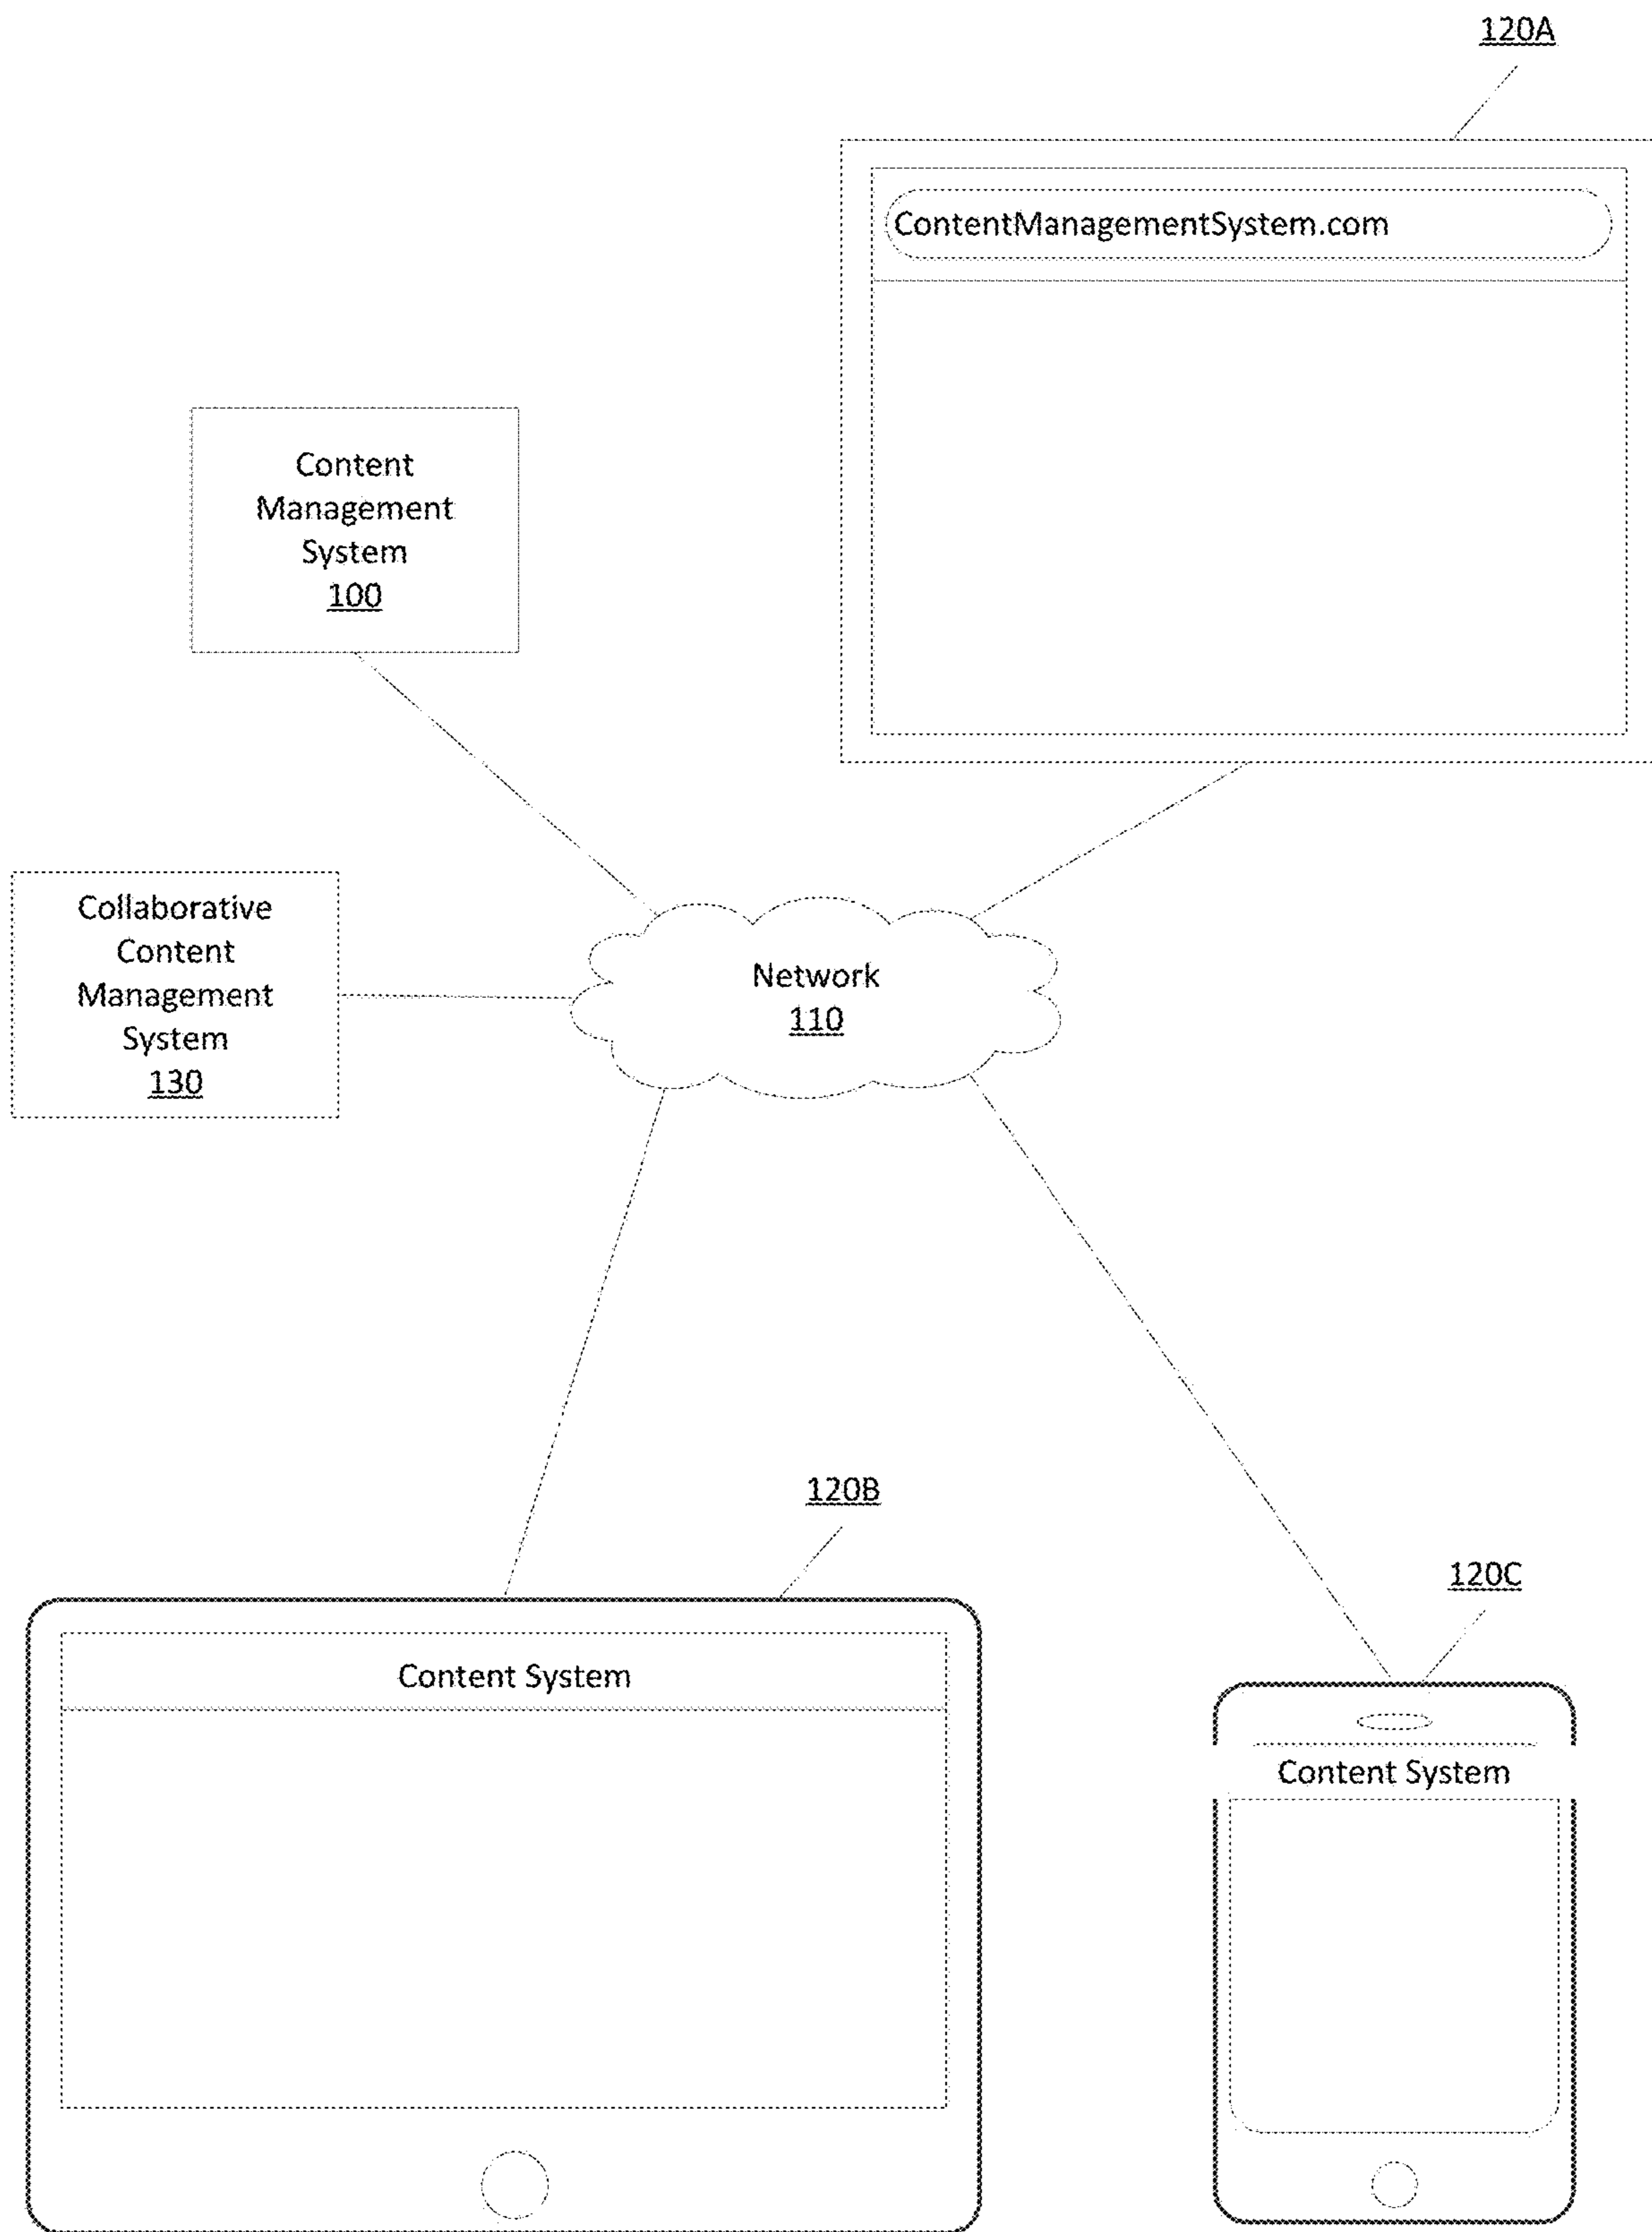 120A
ContentManagementSystem.com
Content
Management
System
100
Collaborative
Content
Management
System
130
Network
110
120B
120C
Content System
Content System